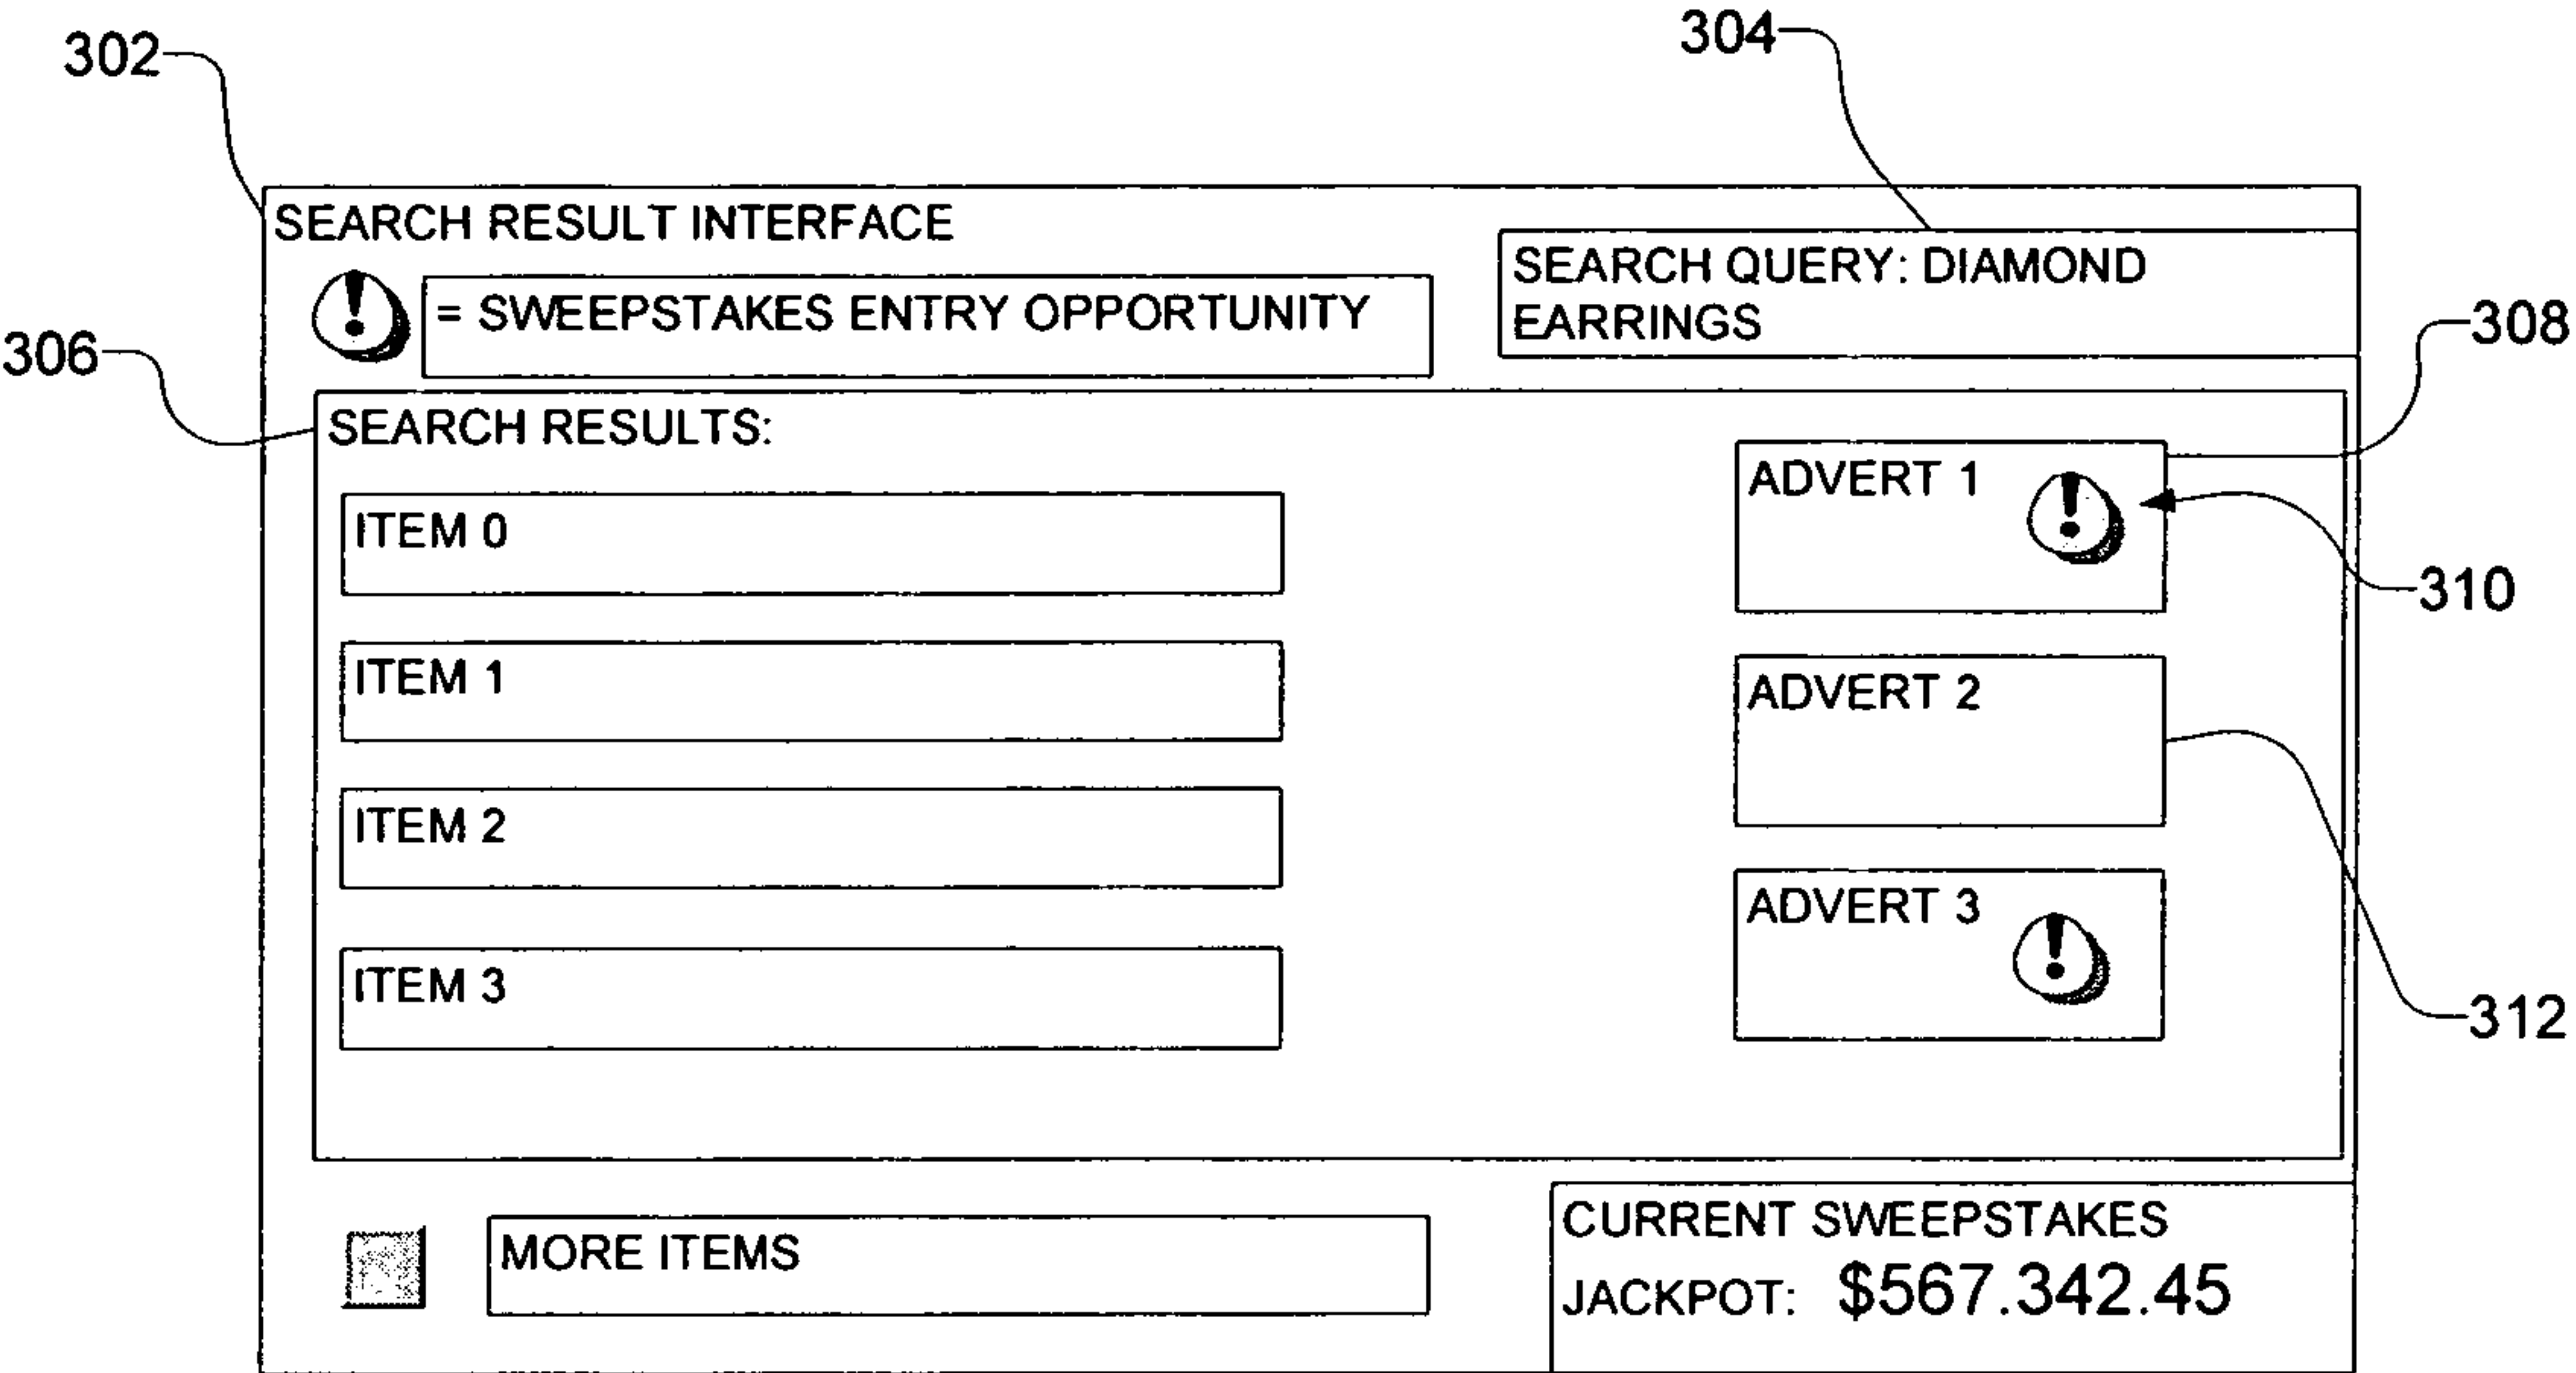 302
304
SEARCH RESULT INTERFACE
! = SWEEPSTAKES ENTRY OPPORTUNITY
SEARCH QUERY: DIAMOND
EARRINGS
306
308
SEARCH RESULTS:
ITEM 0
ITEM 1
ITEM 2
ITEM 3
ADVERT 1 !
310
ADVERT 2
ADVERT 3 !
312
MORE ITEMS
CURRENT SWEEPSTAKES
JACKPOT: $567.342.45